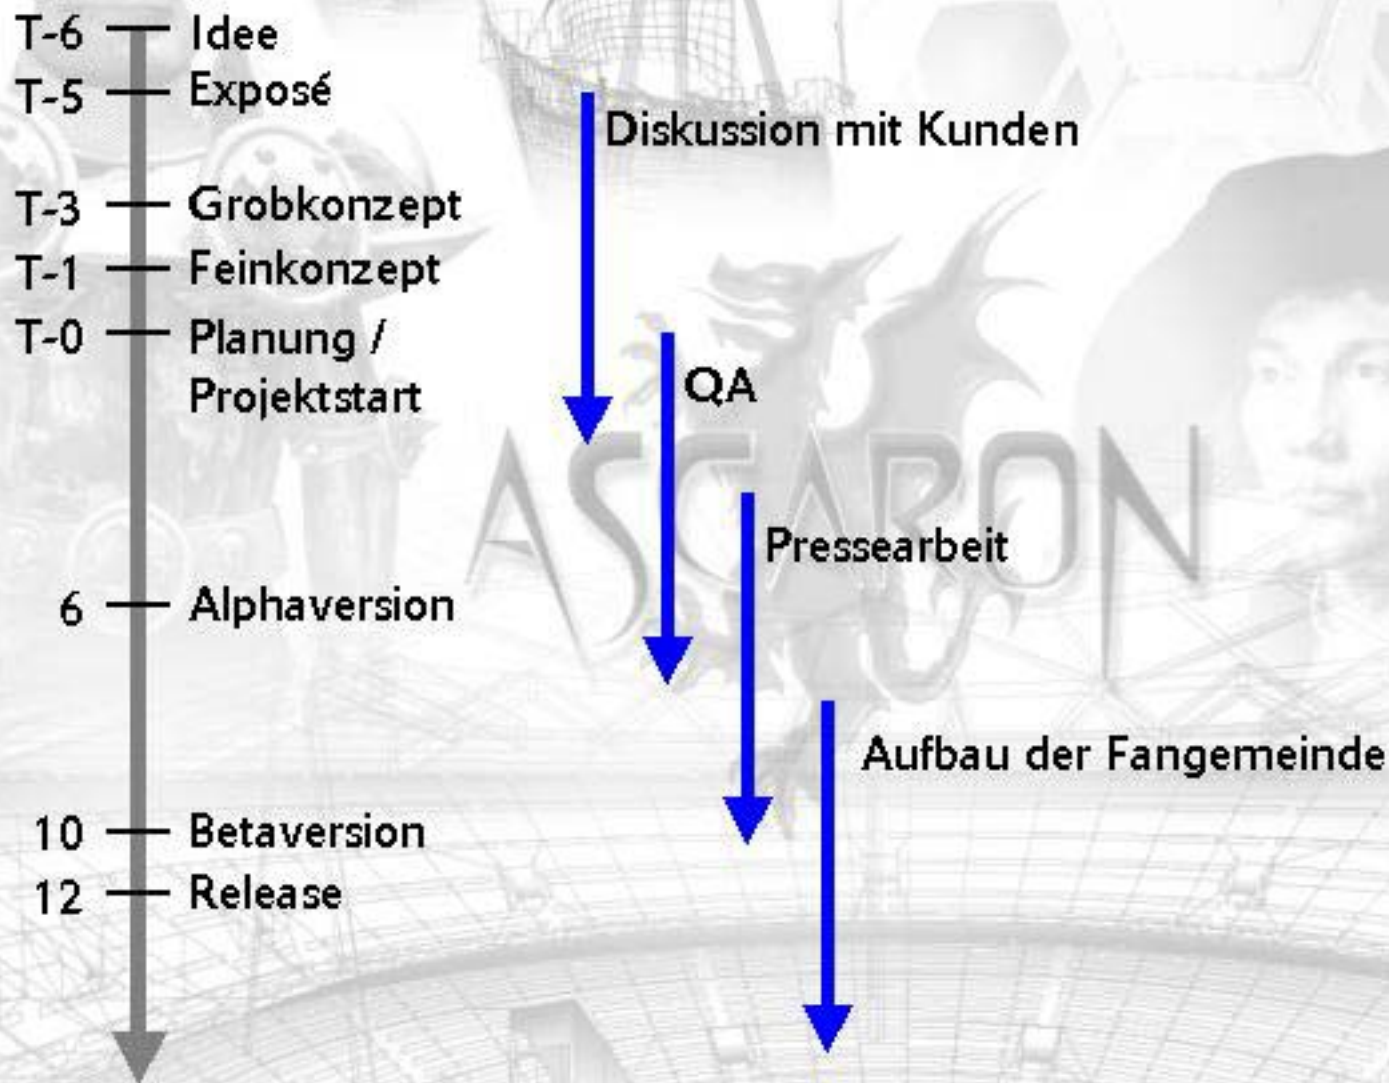 T-6 Idee
T-5 Exposé
Diskussion mit Kunden
T-3 Grobkonzept
T-1 Feinkonzept
T-0 Planung /
Projektstart
QA
ASCARON
Pressearbeit
6 Alphaversion
Aufbau der Fangemeinde
10 Betaversion
12 Release